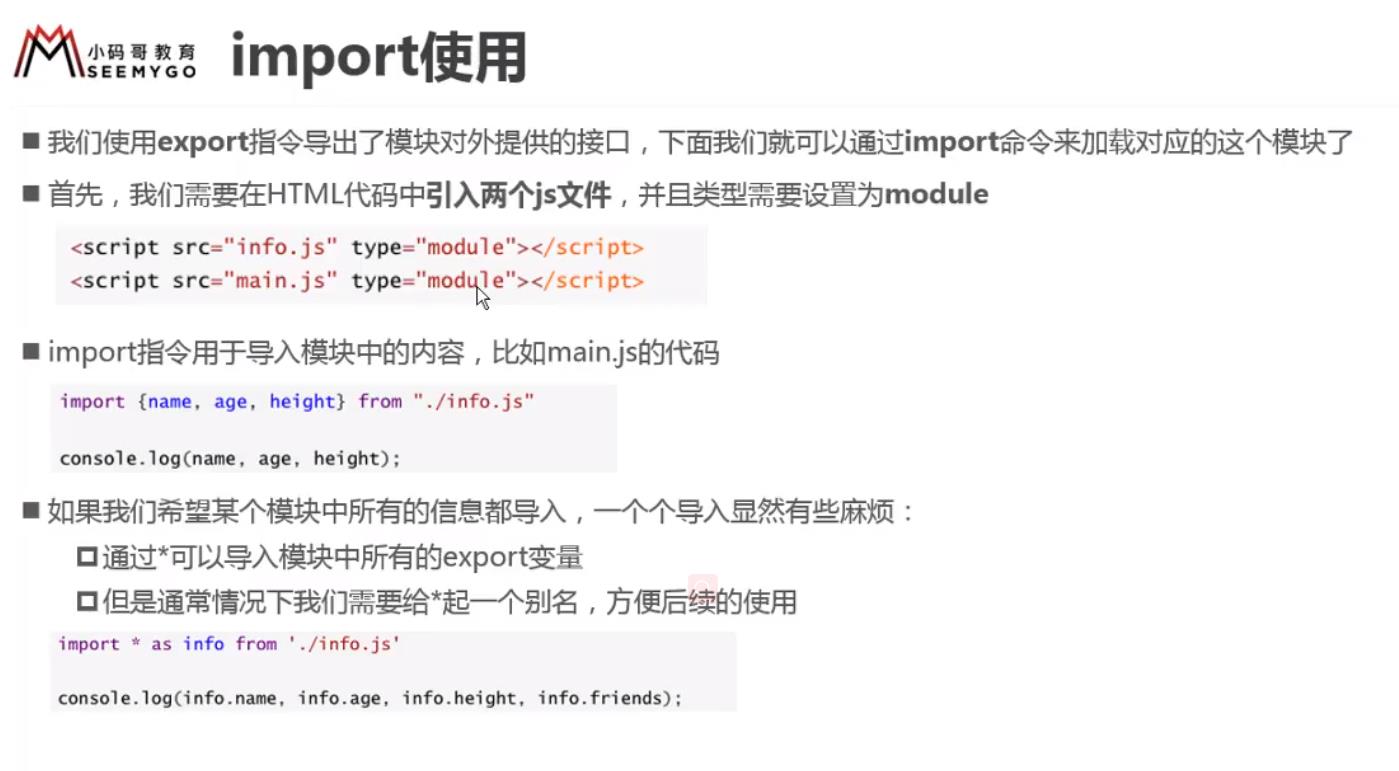 小码哥教育
SEEMYGO
import使用
我们使用export指令导出了模块对外提供的接口，下面我们就可以通过import命令来加载对应的这个模块了
首先，我们需要在HTML代码中引入两个js文件，并且类型需要设置为module
<script src="info.js" type="module"></script>
<script src="main.js" type="module"></script>
import指令用于导入模块中的内容，比如main.js的代码
import {name, age, height} from "./info.js"
console.log(name, age, height);
如果我们希望某个模块中所有的信息都导入，一个个导入显然有些麻烦：
通过*可以导入模块中所有的export变量
但是通常情况下我们需要给*起一个别名，方便后续的使用
import * as info from './info.js'
console.log(info.name, info.age, info.height, info.friends);